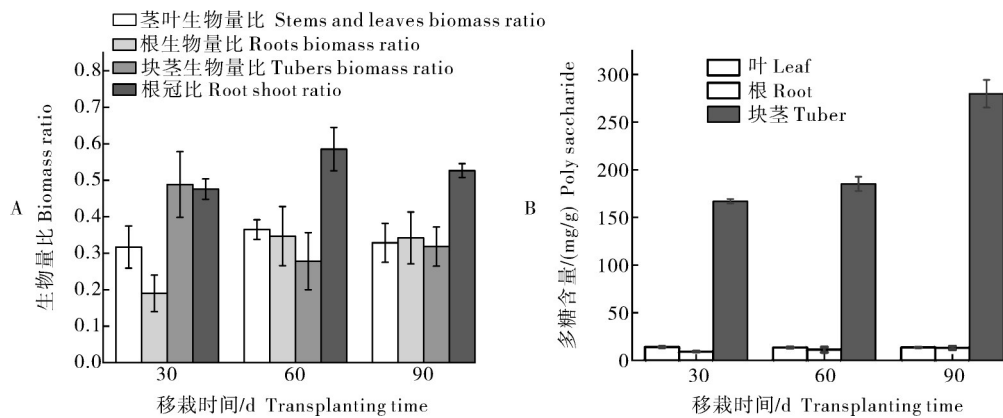 茎叶生物量比 Stems and leaves biomass ratio
根生物量比 Roots biomass ratio
块茎生物量比 Tubers biomass ratio
根冠比 Root shoot ratio
A
生物量比 Biomass ratio
0.8
0.7
0.6
0.5
0.4
0.3
0.2
0.1
0.0
30 60 90
移栽时间/d Transplanting time
叶 Leaf
根 Root
块茎 Tuber
B
多糖含量/(mg/g) Poly saccharide
300
250
200
150
100
50
0
30 60 90
移栽时间/d Transplanting time